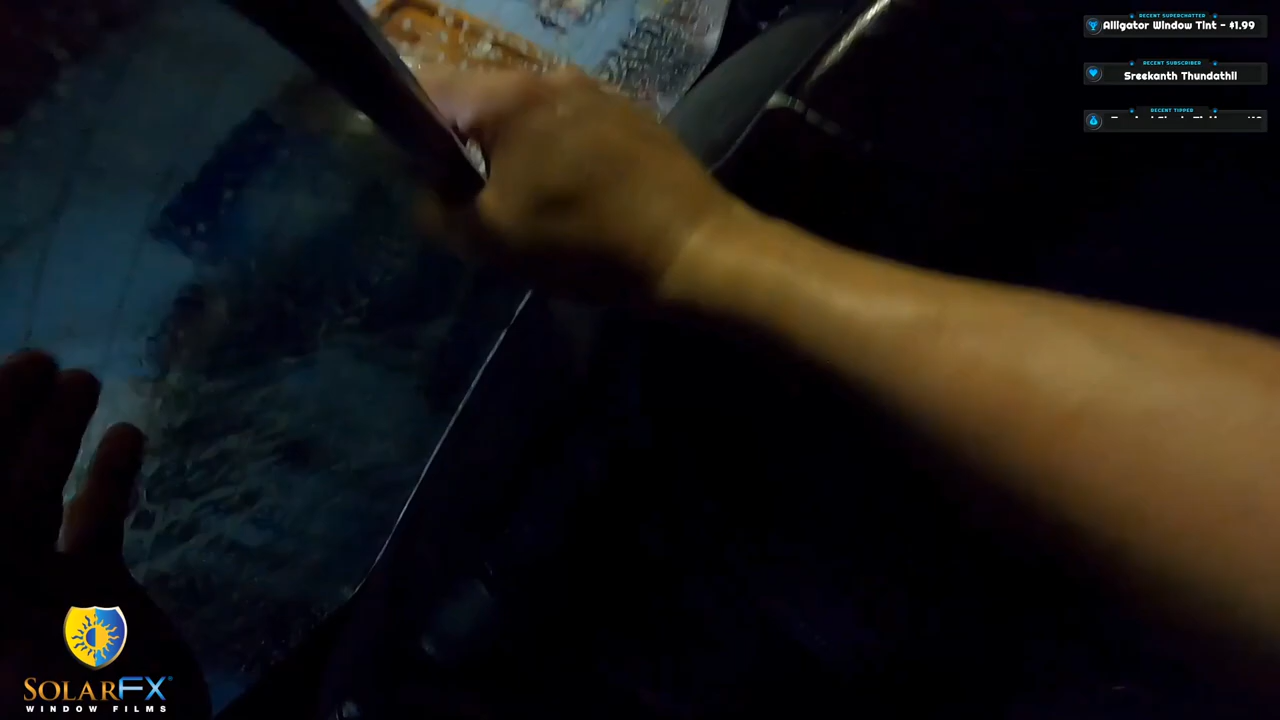 RECENT SUPERCHATTER
Alligator Window Tint - $1.99
RECENT SUBSCRIBER
Sreekanth Thundathil
RECENT TIPPER
SOLARFX®
WINDOW FILMS